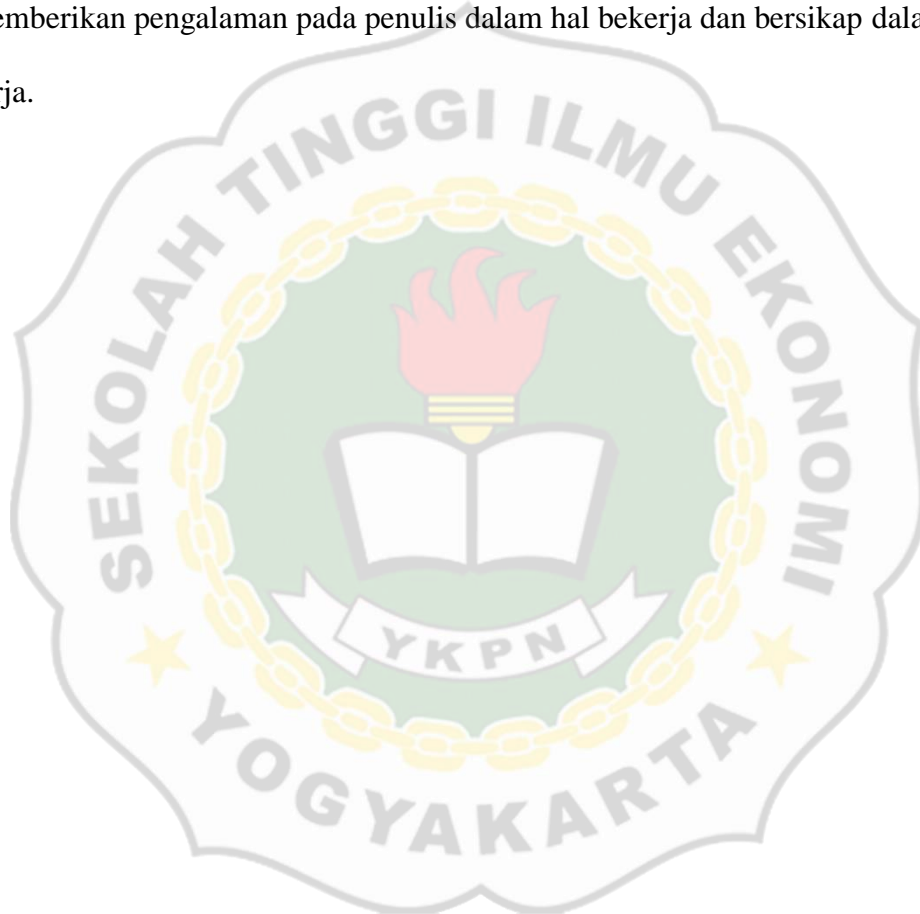 emberikan pengalaman pada penulis dalam hal bekerja dan bersikap dala
rja.
SEKOLAH TINGGI ILMU EKONOMI
YKPN
YOGYAKARTA